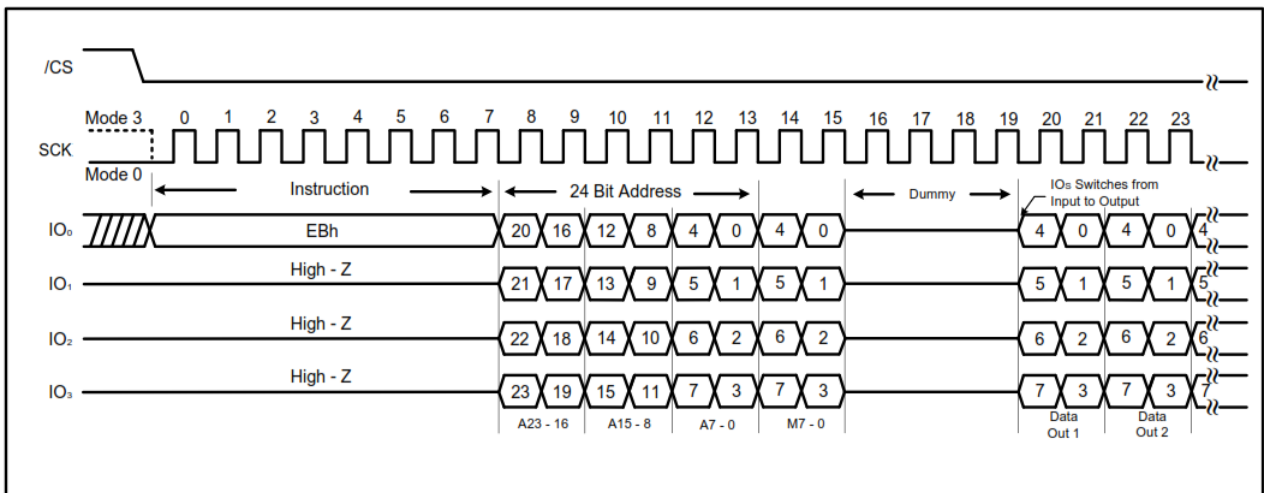 /CS
Mode 3 0 1 2 3 4 5 6 7 8 9 10 11 12 13 14 15 16 17 18 19 20 21 22 23
SCK
Mode 0
Instruction 24 Bit Address Dummy IOs Switches from
Input to Output
IO₀ EBh 20 16 12 8 4 0 4 0 4 0 4 0 4
IO₁ High - Z 21 17 13 9 5 1 5 1 5 1 5 1 5
IO₂ High - Z 22 18 14 10 6 2 6 2 6 2 6 2 6
IO₃ High - Z 23 19 15 11 7 3 7 3 7 3 7 3 7
A23 - 16 A15 - 8 A7 - 0 M7 - 0 Data Data
Out 1 Out 2